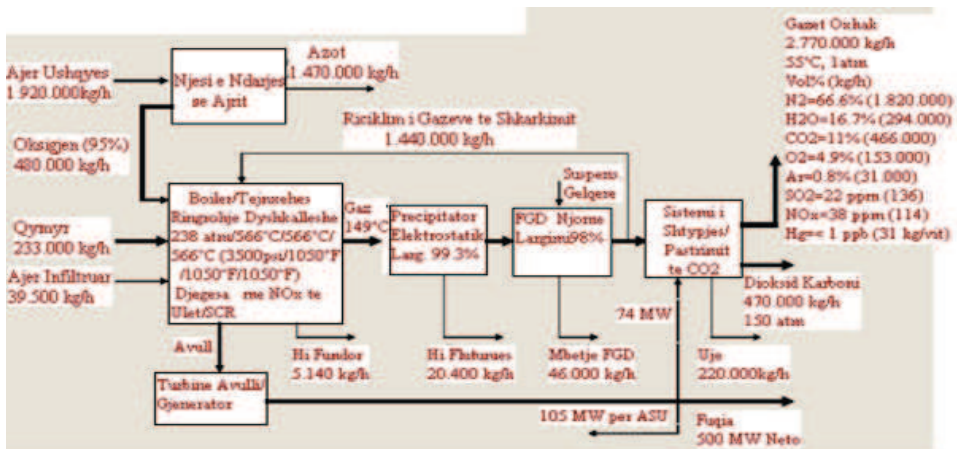 Azot
1 470.000 kg/h
Ajer Ushqyes
1 920.000kg/h
Njesi e Ndarjes
se Ajrit
Oksigjen (95%)
480.000 kg/h
Riciklim i Gazeve te Shkarkimit
1.440.000 kg/h
Gazet Oxhak
2.770.000 kg/h
55°C, 1atm
Vol% (kg/h)
N2=66.6% (1.820.000)
H2O=16.7% (294.000)
CO2=11% (466.000)
O2=4.9% (153.000)
Ar=0.8% (31.000)
SO2=22 ppm (136)
NOx=38 ppm (114)
Hg=< 1 ppb (31 kg/vit)
Qymyr
233.000 kg/h
Ajer Infiltruar
39.500 kg/h
Boiler/Tejnxehes
Ringrohje Dyshkalleshe
238 atm/566°C/566°C/
566°C (3500psi/1050°F
/1050°F/1050°F)
Djegesa me NOx te
Ulet/SCR
Gaz
149°C
Precipitator
Elektrostatik
Larg. 99.3%
Suspens.
Gelqere
FGD Njome
Largimi98%
Sistemi i
Shtypjes/
Pastrimit
te CO2
Dioksid Karboni
470.000 kg/h
150 atm
74 MW
Avull
Hi Fundor
5.140 kg/h
Hi Fluturues
20.400 kg/h
Mbetje FGD
46.000 kg/h
Uje
220.000kg/h
Turbine Avulli/
Gjenerator
105 MW per ASU
Fuqia
500 MW Neto